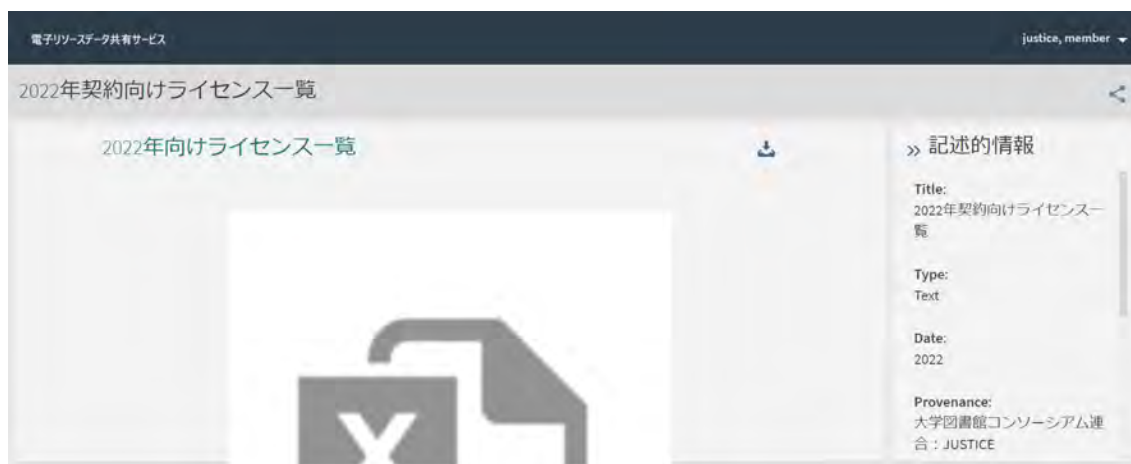 電子リソースデータ共有サービス
justice, member
2022年契約向けライセンス一覧
2022年向けライセンス一覧
» 記述的情報
Title:
2022年契約向けライセンス一
覧
Type:
Text
Date:
2022
Provenance:
大学図書館コンソーシアム連
合：JUSTICE
X